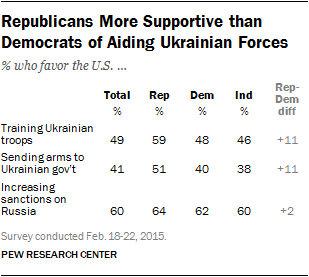 Republicans More Supportive than
Democrats of Aiding Ukrainian Forces
% who favor the U.S. ...
Total Rep Dem Ind Rep-Dem diff
% % % %
Training Ukrainian
troops 49 59 48 46 +11
Sending arms to
Ukrainian gov't 41 51 40 38 +11
Increasing
sanctions on
Russia 60 64 62 60 +2
Survey conducted Feb. 18-22, 2015.
PEW RESEARCH CENTER